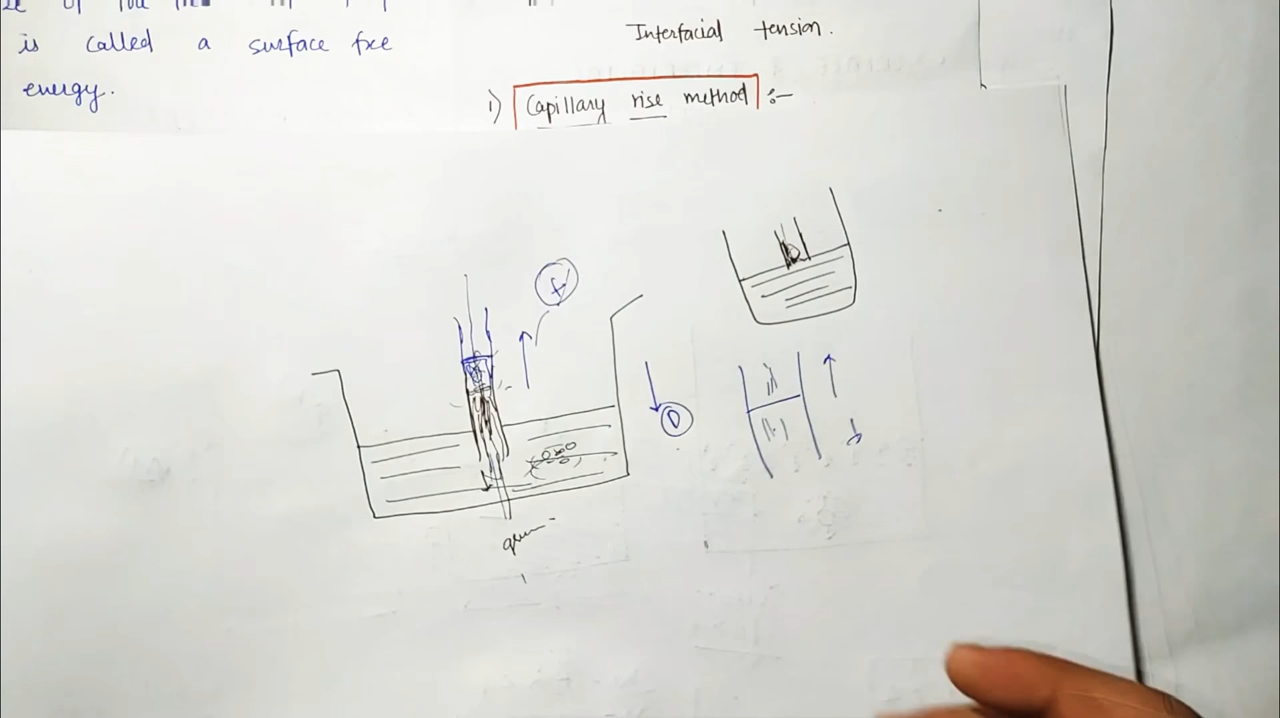 is called a surface free
energy.
Interfacial tension.
i) Capillary rise method :-
D